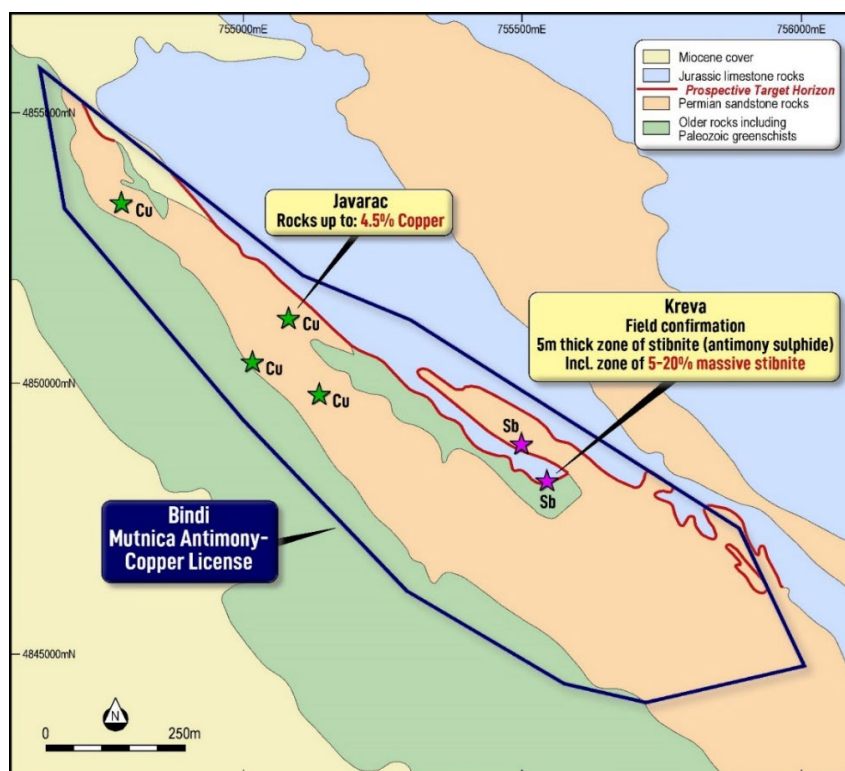 755000mE
755500mE
756000mE
Miocene cover
Jurassic limestone rocks
Prospective Target Horizon
Permian sandstone rocks
Older rocks including
Paleozoic greenschists
4855000mN
Javarac
Rocks up to: 4.5% Copper
Cu
Kreva
Field confirmation
5m thick zone of stibnite (antimony sulphide)
Incl. zone of 5-20% massive stibnite
Cu
Cu
4850000mN
Cu
Sb
Sb
Bindi
Mutnica Antimony-
Copper License
4845000mN
N
0
250m